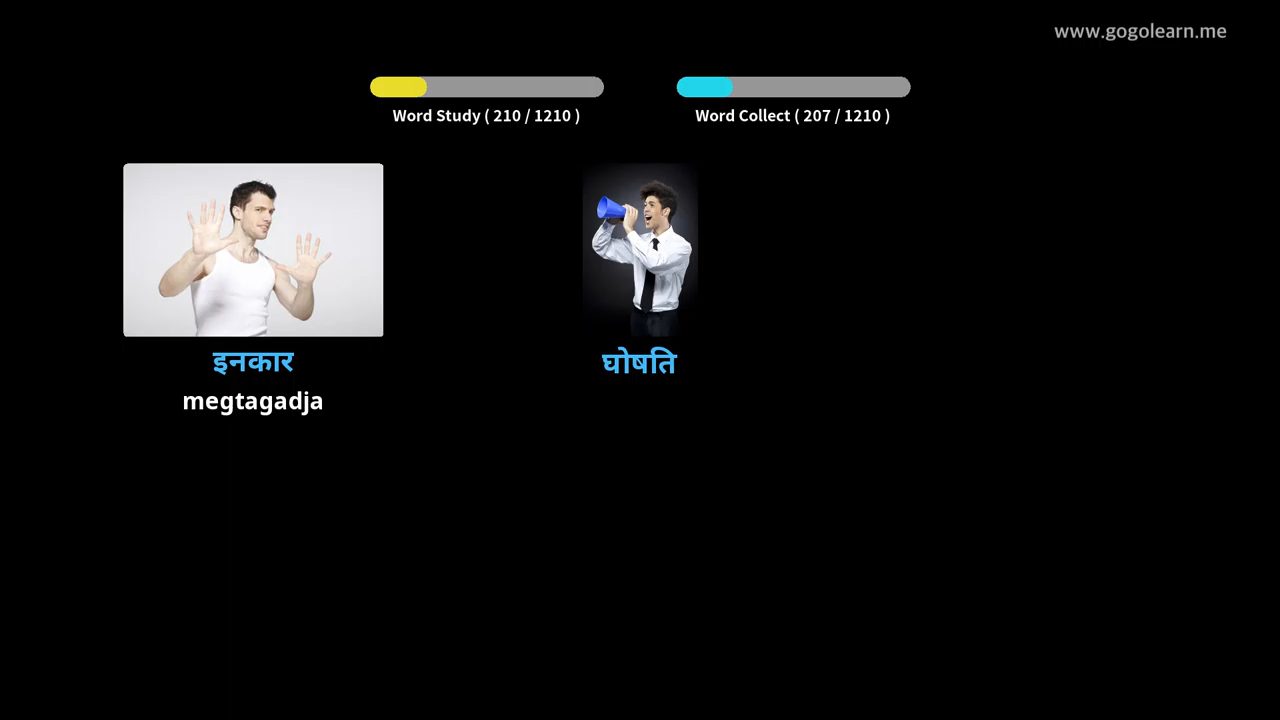 www.gogolearn.me
Word Study ( 210 / 1210 )
Word Collect ( 207 / 1210 )
इनकार
घोषति
megtagadja